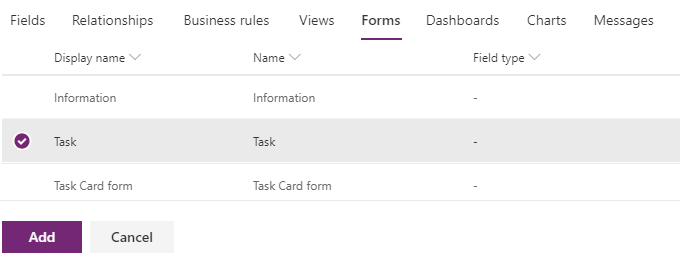 Fields Relationships Business rules Views Forms Dashboards Charts Messages
Display name Name Field type
Information Information -
Task Task -
Task Card form Task Card form -
Add Cancel